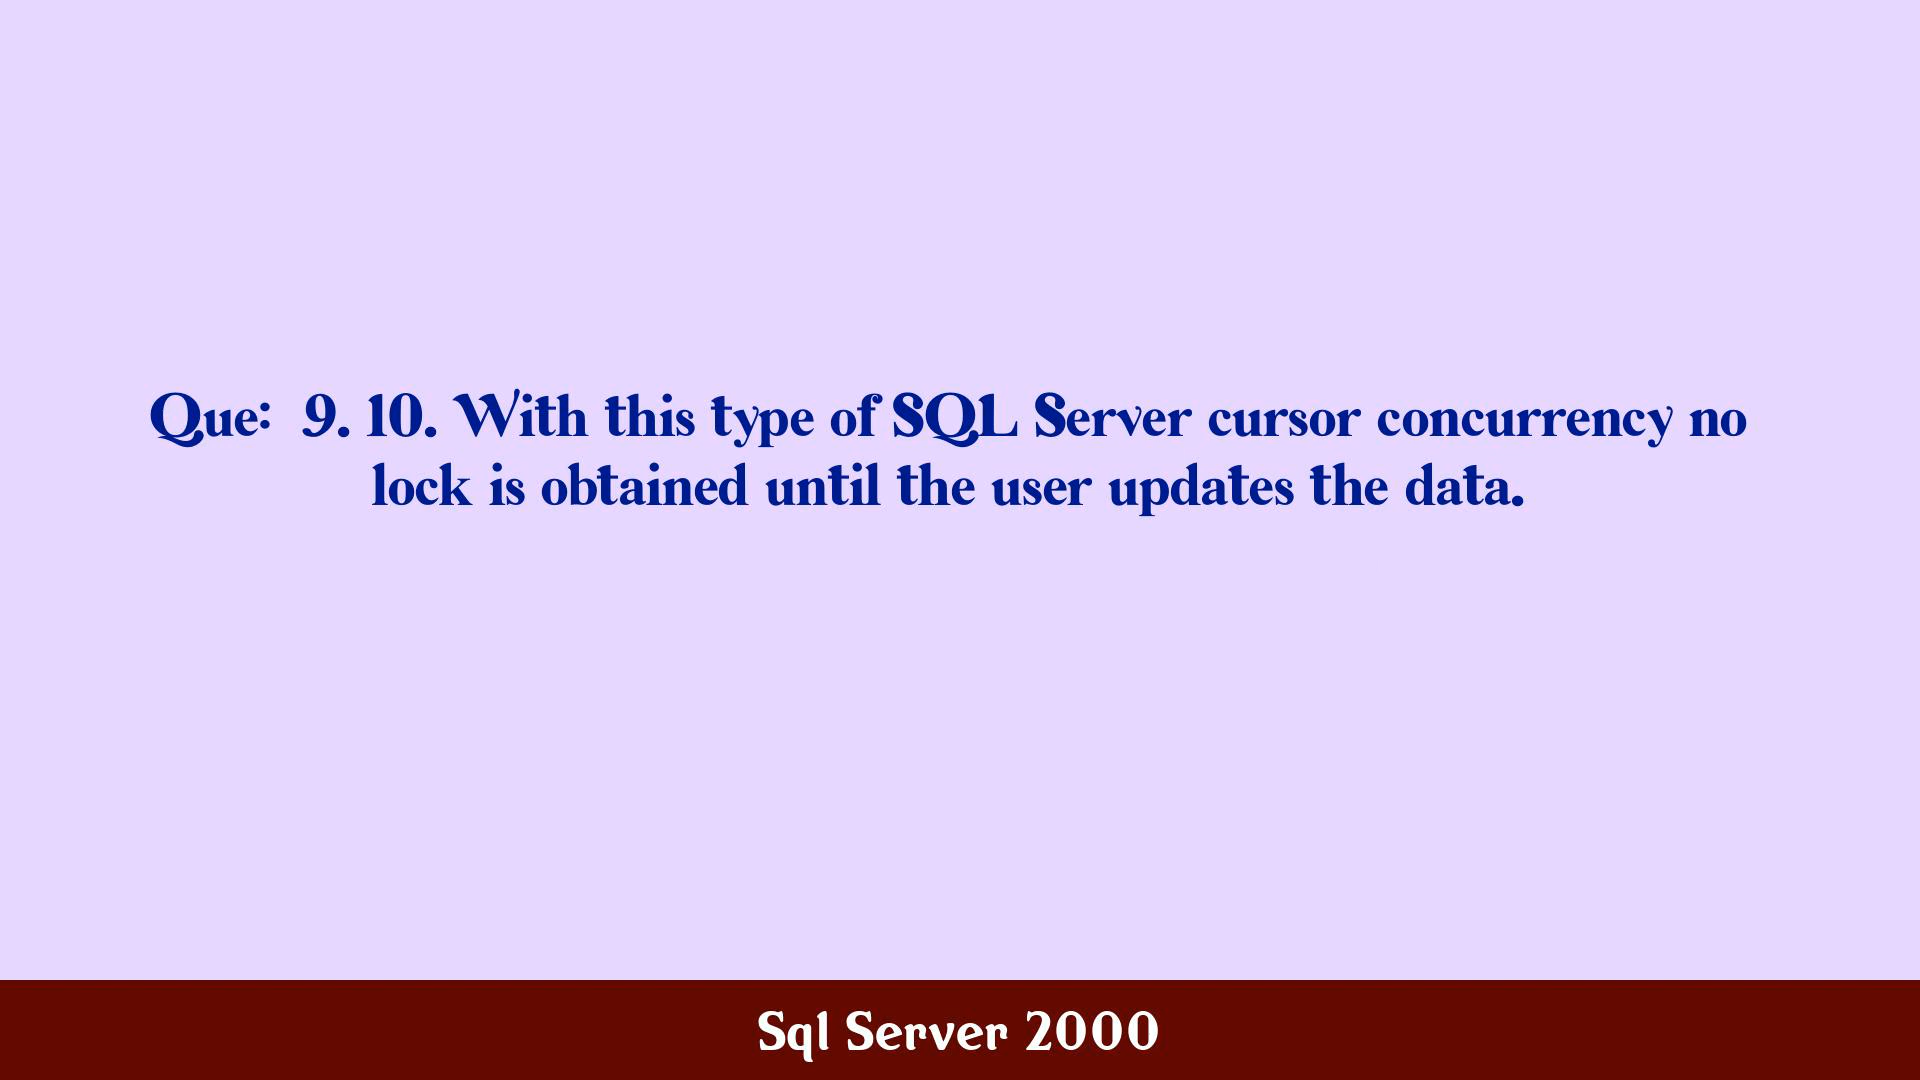 Que: 9. 10. With this type of SQL Server cursor concurrency no
lock is obtained until the user updates the data.
Sql Server 2000